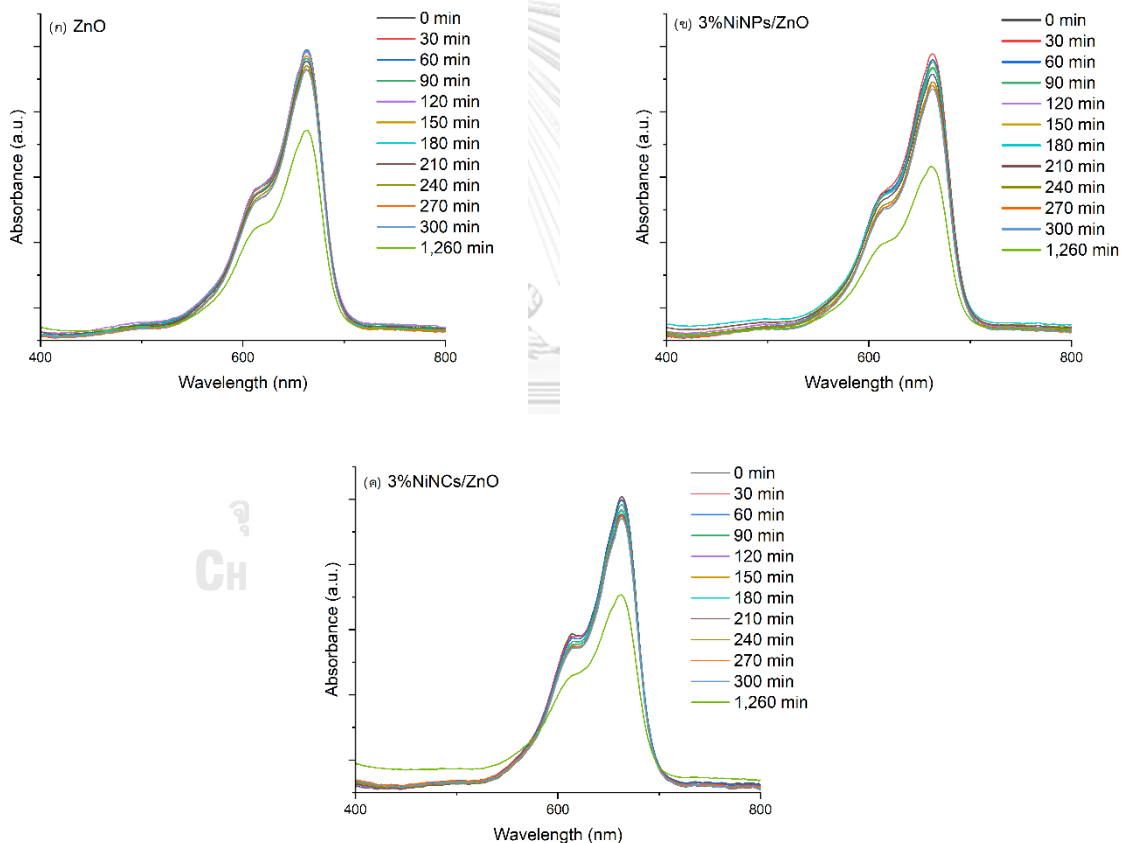 (ก) ZnO
0 min
30 min
60 min
90 min
120 min
150 min
180 min
210 min
240 min
270 min
300 min
1,260 min
Absorbance (a.u.)
400
600
800
Wavelength (nm)
(ข) 3%NiNPs/ZnO
0 min
30 min
60 min
90 min
120 min
150 min
180 min
210 min
240 min
270 min
300 min
1,260 min
Absorbance (a.u.)
400
600
800
Wavelength (nm)
(ค) 3%NiNCs/ZnO
0 min
30 min
60 min
90 min
120 min
150 min
180 min
210 min
240 min
270 min
300 min
1,260 min
Absorbance (a.u.)
400
600
800
Wavelength (nm)
จุ
CH